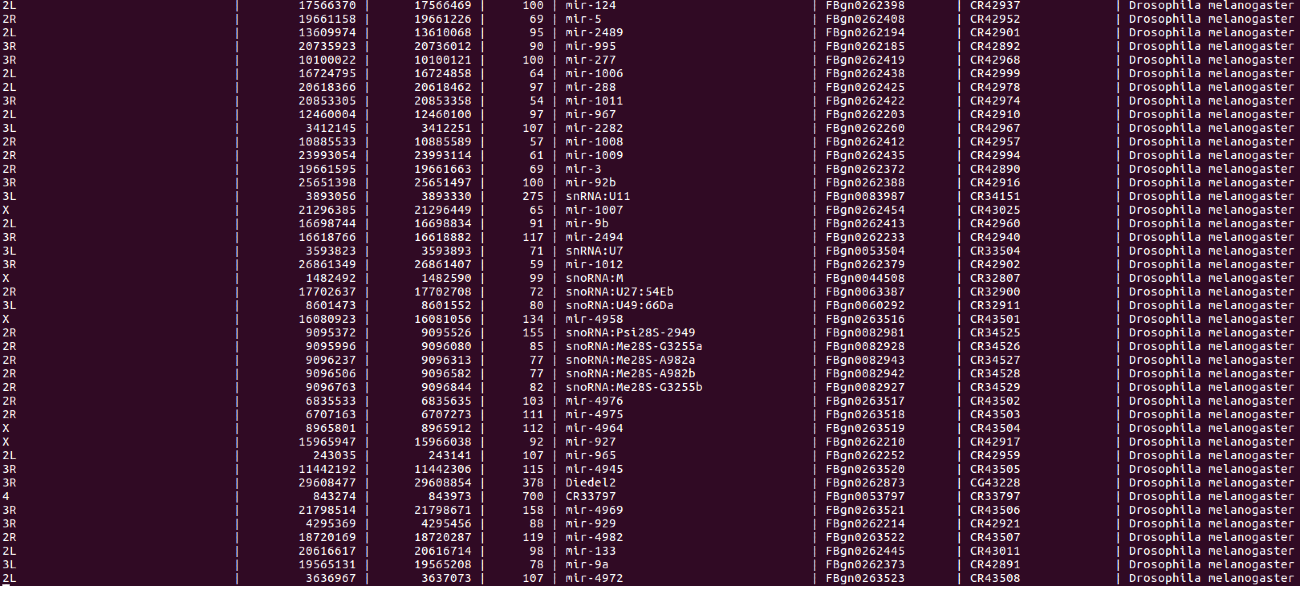 2L | 17566370 | 17566469 | 100 | mir-124 | FBgn0262398 | CR42937 | Drosophila melanogaster
2R | 19661158 | 19661226 | 69 | mir-5 | FBgn0262408 | CR42952 | Drosophila melanogaster
2L | 13609974 | 13610068 | 95 | mir-2489 | FBgn0262194 | CR42901 | Drosophila melanogaster
3R | 20735923 | 20736012 | 90 | mir-995 | FBgn0262185 | CR42892 | Drosophila melanogaster
3R | 10100022 | 10100121 | 100 | mir-277 | FBgn0262419 | CR42968 | Drosophila melanogaster
2L | 16724795 | 16724858 | 64 | mir-1006 | FBgn0262438 | CR42999 | Drosophila melanogaster
2L | 20618366 | 20618462 | 97 | mir-288 | FBgn0262425 | CR42978 | Drosophila melanogaster
3R | 20853305 | 20853358 | 54 | mir-1011 | FBgn0262422 | CR42974 | Drosophila melanogaster
2L | 12460004 | 12460100 | 97 | mir-967 | FBgn0262203 | CR42910 | Drosophila melanogaster
3L | 3412145 | 3412251 | 107 | mir-2282 | FBgn0262260 | CR42967 | Drosophila melanogaster
2R | 10885533 | 10885589 | 57 | mir-1008 | FBgn0262412 | CR42957 | Drosophila melanogaster
2R | 23993054 | 23993114 | 61 | mir-1009 | FBgn0262435 | CR42994 | Drosophila melanogaster
2R | 19661595 | 19661663 | 69 | mir-3 | FBgn0262372 | CR42890 | Drosophila melanogaster
3R | 25651398 | 25651497 | 100 | mir-92b | FBgn0262388 | CR42916 | Drosophila melanogaster
3L | 3893056 | 3893330 | 275 | snRNA:U11 | FBgn0083987 | CR34151 | Drosophila melanogaster
X | 21296385 | 21296449 | 65 | mir-1007 | FBgn0262454 | CR43025 | Drosophila melanogaster
2L | 16698744 | 16698834 | 91 | mir-9b | FBgn0262413 | CR42960 | Drosophila melanogaster
3R | 16618766 | 16618882 | 117 | mir-2494 | FBgn0262233 | CR42940 | Drosophila melanogaster
3L | 3593823 | 3593893 | 71 | snRNA:U7 | FBgn0053504 | CR33504 | Drosophila melanogaster
3R | 26861349 | 26861407 | 59 | mir-1012 | FBgn0262379 | CR42902 | Drosophila melanogaster
X | 1482492 | 1482590 | 99 | snoRNA:M | FBgn0044508 | CR32807 | Drosophila melanogaster
2R | 17702637 | 17702708 | 72 | snoRNA:U27:54Eb | FBgn0063387 | CR32900 | Drosophila melanogaster
3L | 8601473 | 8601552 | 80 | snoRNA:U49:66Da | FBgn0060292 | CR32911 | Drosophila melanogaster
X | 16080923 | 16081056 | 134 | mir-4958 | FBgn0263516 | CR43501 | Drosophila melanogaster
2R | 9095372 | 9095526 | 155 | snoRNA:Psi28S-2949 | FBgn0082981 | CR34525 | Drosophila melanogaster
2R | 9095996 | 9096080 | 85 | snoRNA:Me28S-G3255a | FBgn0082928 | CR34526 | Drosophila melanogaster
2R | 9096237 | 9096313 | 77 | snoRNA:Me28S-A982a | FBgn0082943 | CR34527 | Drosophila melanogaster
2R | 9096506 | 9096582 | 77 | snoRNA:Me28S-A982b | FBgn0082942 | CR34528 | Drosophila melanogaster
2R | 9096763 | 9096844 | 82 | snoRNA:Me28S-G3255b | FBgn0082927 | CR34529 | Drosophila melanogaster
2R | 6835533 | 6835635 | 103 | mir-4976 | FBgn0263517 | CR43502 | Drosophila melanogaster
2R | 6707163 | 6707273 | 111 | mir-4975 | FBgn0263518 | CR43503 | Drosophila melanogaster
X | 8965801 | 8965912 | 112 | mir-4964 | FBgn0263519 | CR43504 | Drosophila melanogaster
X | 15965947 | 15966038 | 92 | mir-927 | FBgn0262210 | CR42917 | Drosophila melanogaster
2L | 243035 | 243141 | 107 | mir-965 | FBgn0262252 | CR42959 | Drosophila melanogaster
3R | 11442192 | 11442306 | 115 | mir-4945 | FBgn0263520 | CR43505 | Drosophila melanogaster
3R | 29608477 | 29608854 | 378 | Diedel2 | FBgn0262873 | CG43228 | Drosophila melanogaster
4 | 843274 | 843973 | 700 | CR33797 | FBgn0053797 | CR33797 | Drosophila melanogaster
3R | 21798514 | 21798671 | 158 | mir-4969 | FBgn0263521 | CR43506 | Drosophila melanogaster
3R | 4295369 | 4295456 | 88 | mir-929 | FBgn0262214 | CR42921 | Drosophila melanogaster
2R | 18720169 | 18720287 | 119 | mir-4982 | FBgn0263522 | CR43507 | Drosophila melanogaster
2L | 20616617 | 20616714 | 98 | mir-133 | FBgn0262445 | CR43011 | Drosophila melanogaster
3L | 19565131 | 19565208 | 78 | mir-9a | FBgn0262373 | CR42891 | Drosophila melanogaster
2L | 3636967 | 3637073 | 107 | mir-4972 | FBgn0263523 | CR43508 | Drosophila melanogaster